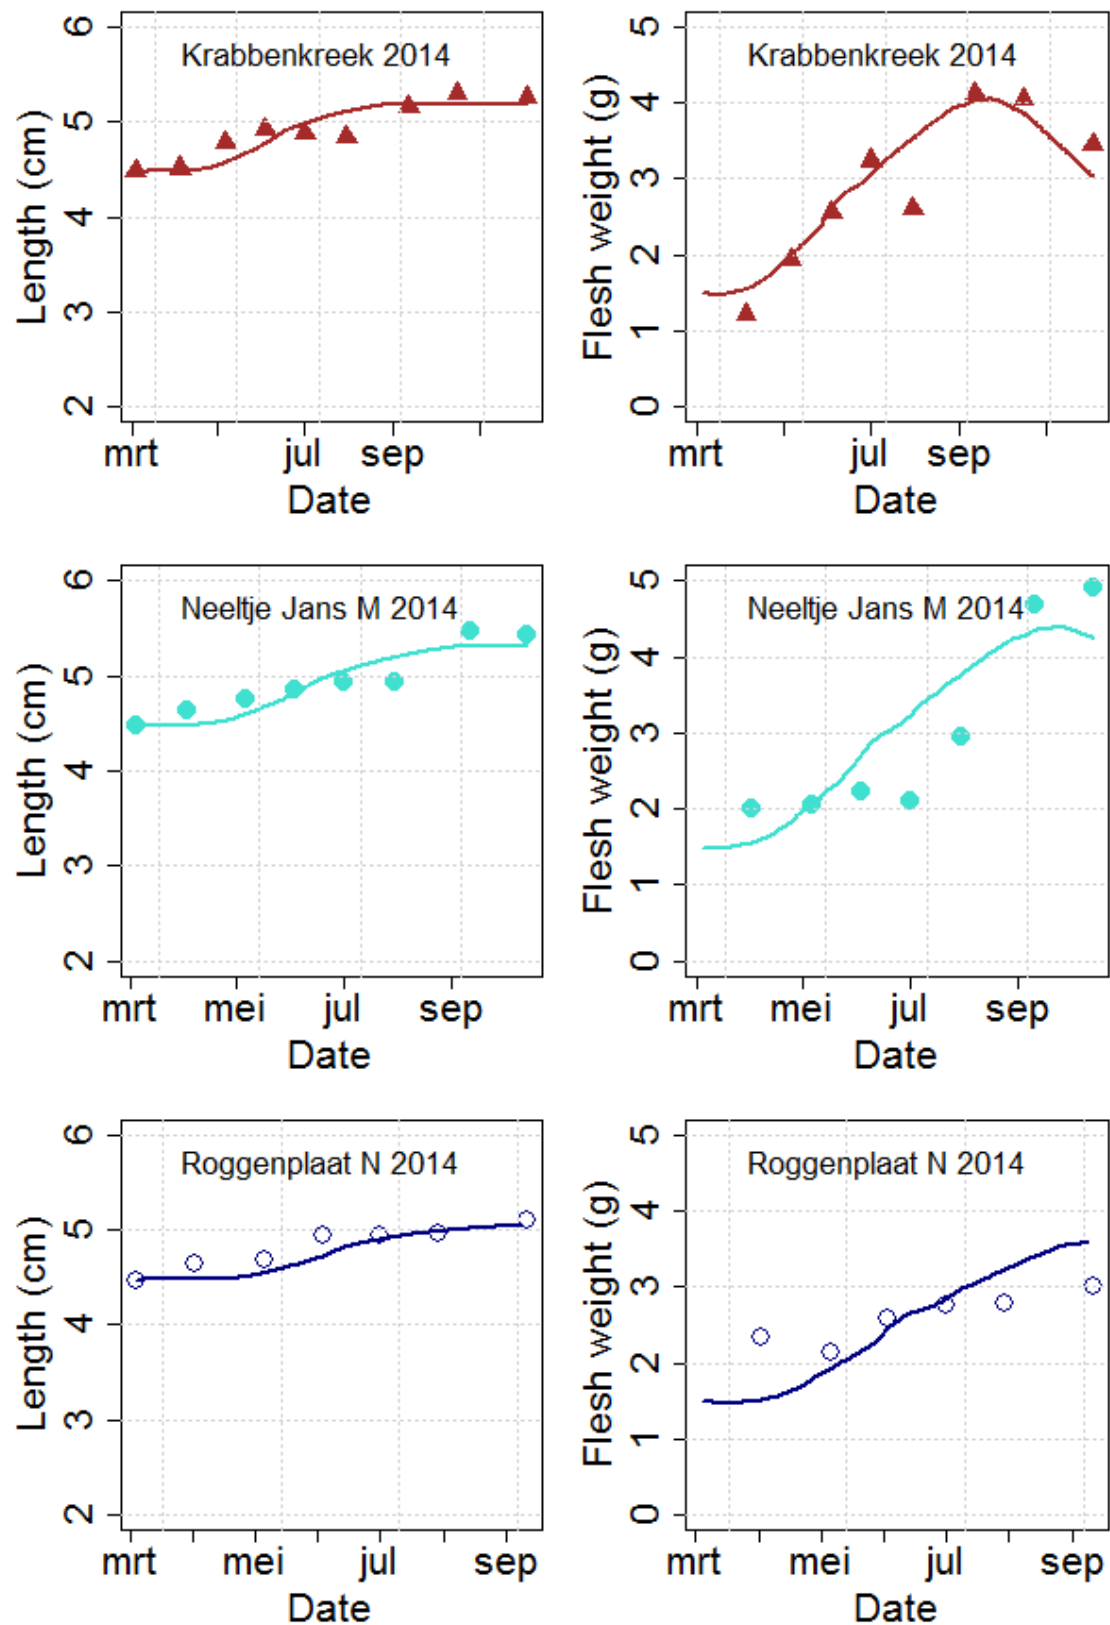 Krabbenkreek 2014
Length (cm)
6
5
4
3
2
mrt jul sep
Date
Krabbenkreek 2014
Flesh weight (g)
5
4
3
2
1
0
mrt jul sep
Date
Neeltje Jans M 2014
Length (cm)
6
5
4
3
2
mrt mei jul sep
Date
Neeltje Jans M 2014
Flesh weight (g)
5
4
3
2
1
0
mrt mei jul sep
Date
Roggenplaat N 2014
Length (cm)
6
5
4
3
2
mrt mei jul sep
Date
Roggenplaat N 2014
Flesh weight (g)
5
4
3
2
1
0
mrt mei jul sep
Date